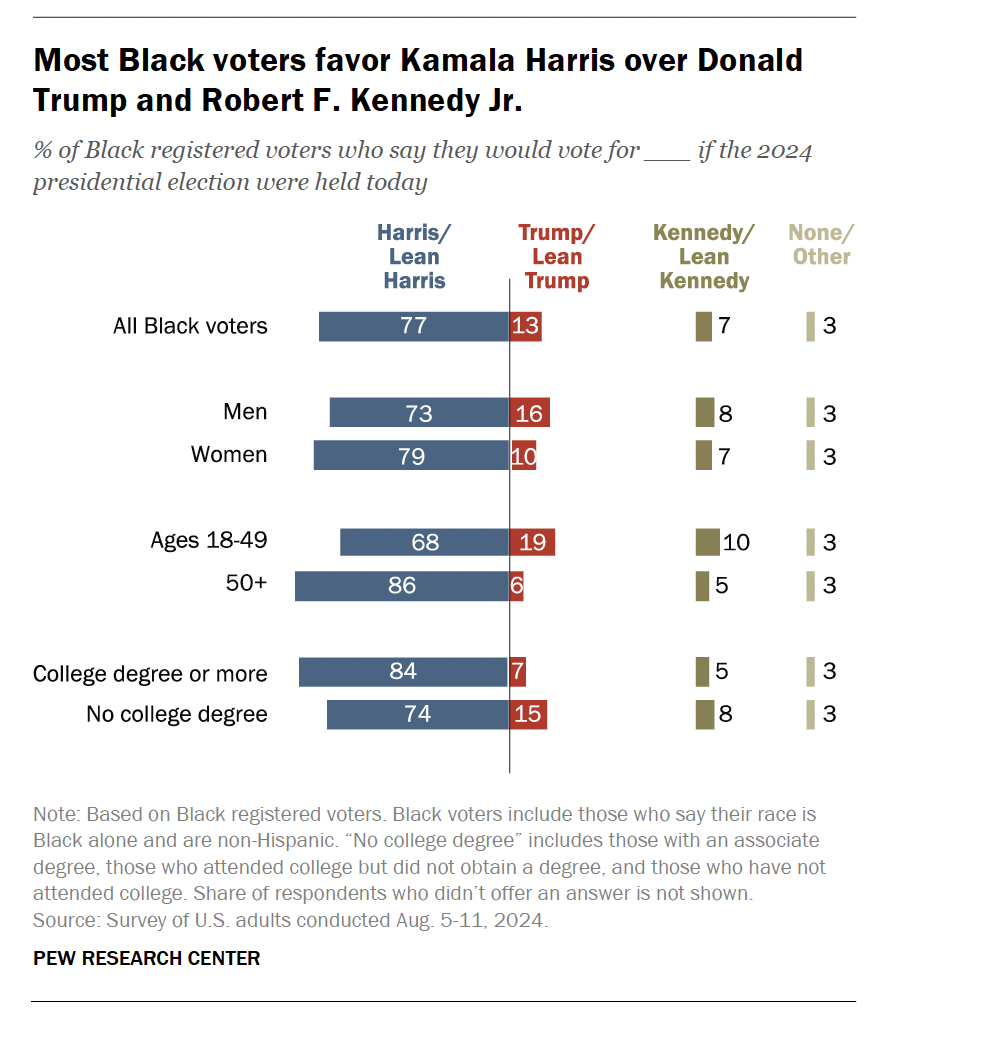 Most Black voters favor Kamala Harris over Donald
Trump and Robert F. Kennedy Jr.
% of Black registered voters who say they would vote for ___ if the 2024
presidential election were held today
Harris/ Trump/ Kennedy/ None/
Lean Lean Lean Other
Harris Trump Kennedy
All Black voters 77 13 7 3
Men 73 16 8 3
Women 79 10 7 3
Ages 18-49 68 19 10 3
50+ 86 6 5 3
College degree or more 84 7 5 3
No college degree 74 15 8 3
Note: Based on Black registered voters. Black voters include those who say their race is
Black alone and are non-Hispanic. “No college degree” includes those with an associate
degree, those who attended college but did not obtain a degree, and those who have not
attended college. Share of respondents who didn’t offer an answer is not shown.
Source: Survey of U.S. adults conducted Aug. 5-11, 2024.
PEW RESEARCH CENTER